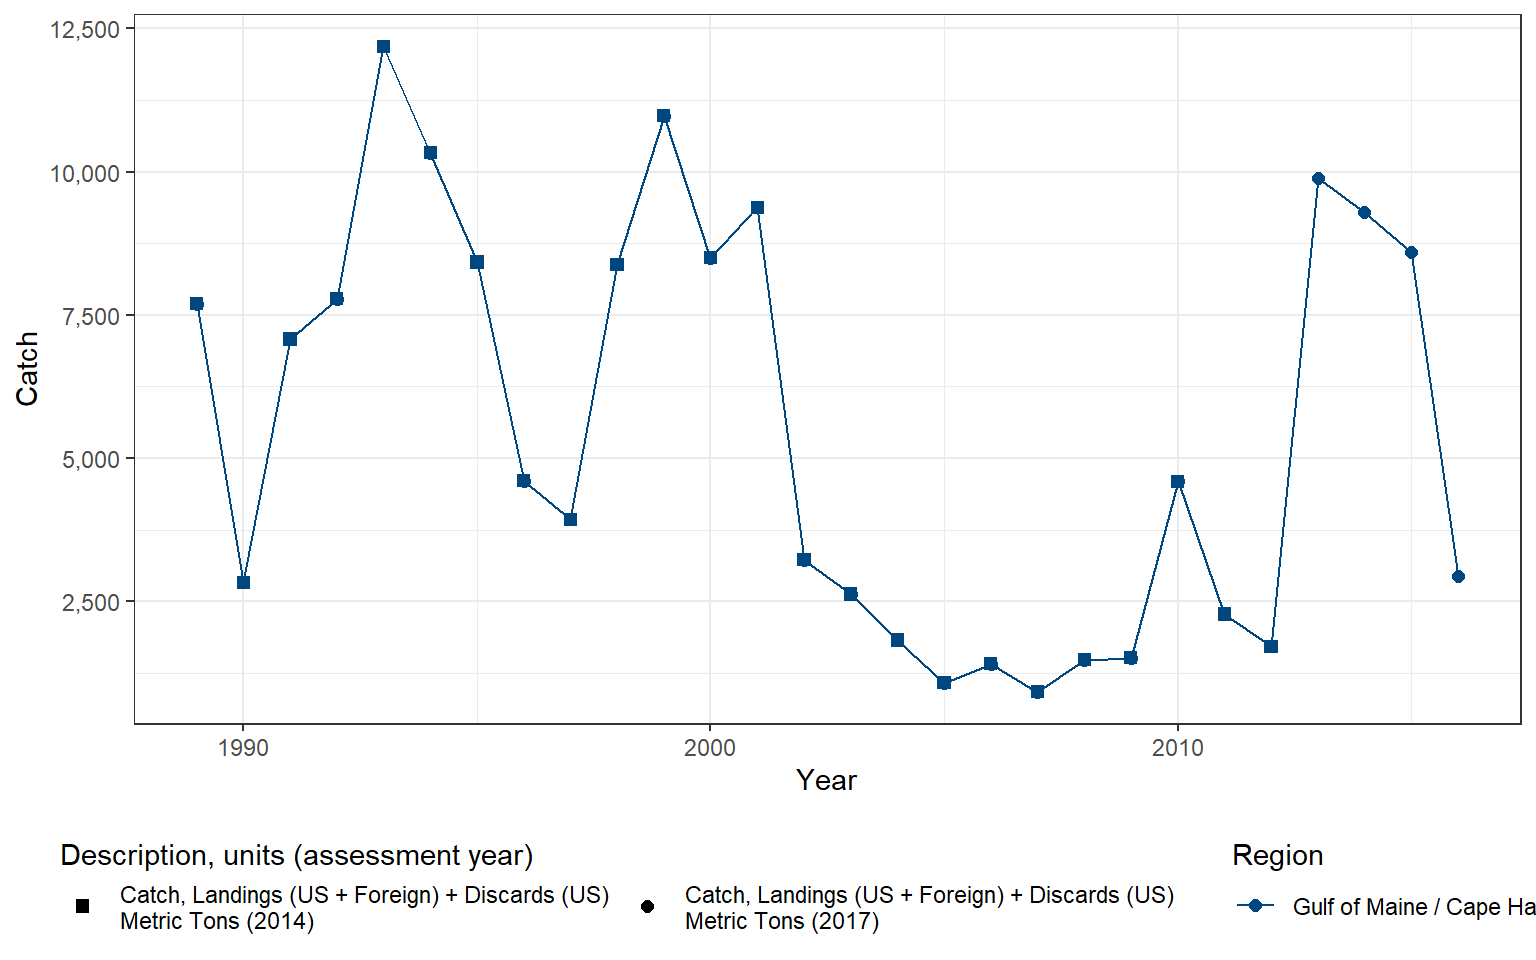 12,500
10,000
7,500
5,000
2,500
Catch
1990
2000
2010
Year
Description, units (assessment year)
Catch, Landings (US + Foreign) + Discards (US)
Metric Tons (2014)
Catch, Landings (US + Foreign) + Discards (US)
Metric Tons (2017)
Region
Gulf of Maine / Cape Ha